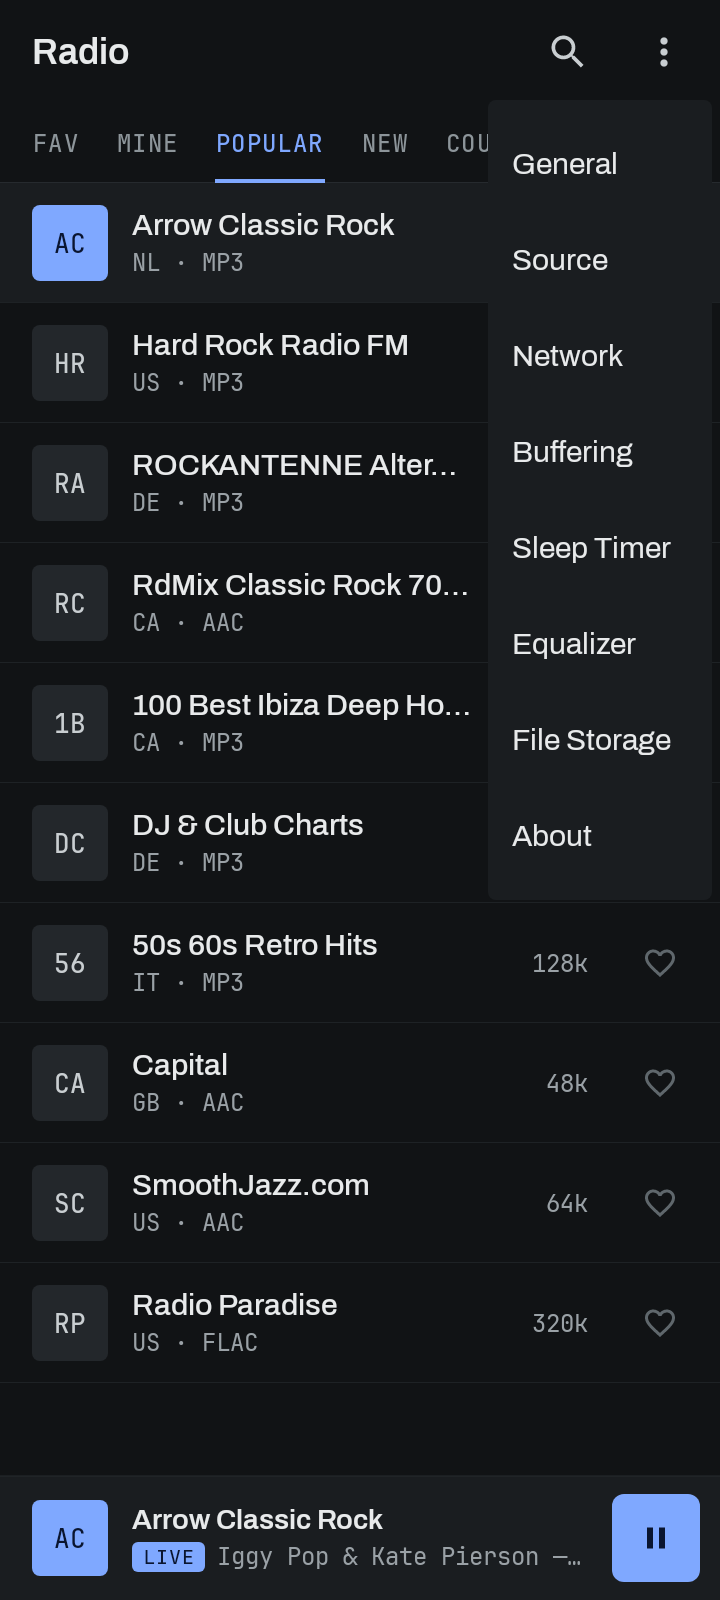 Radio
FAV MINE POPULAR NEW COU
General
Source
Network
Buffering
Sleep Timer
Equalizer
File Storage
About
AC
Arrow Classic Rock
NL · MP3
HR
Hard Rock Radio FM
US · MP3
RA
ROCKANTENNE Alter...
DE · MP3
RC
RdMix Classic Rock 70...
CA · AAC
1B
100 Best Ibiza Deep Ho...
CA · MP3
DC
DJ & Club Charts
DE · MP3
56
50s 60s Retro Hits
IT · MP3
128k
CA
Capital
GB · AAC
48k
SC
SmoothJazz.com
US · AAC
64k
RP
Radio Paradise
US · FLAC
320k
AC
Arrow Classic Rock
LIVE Iggy Pop & Kate Pierson —…